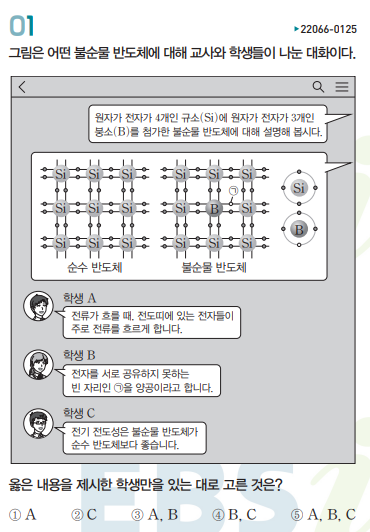 01
▶22066-0125
그림은 어떤 불순물 반도체에 대해 교사와 학생들이 나눈 대화이다.
원자가 전자가 4개인 규소(Si)에 원자가 전자가 3개인
붕소(B)를 첨가한 불순물 반도체에 대해 설명해 봅시다.
Si Si Si Si Si Si
Si Si Si Si B Si ㉠
Si Si Si Si Si Si
Si
B
순수 반도체 불순물 반도체
학생 A
전류가 흐를 때, 전도띠에 있는 전자들이
주로 전류를 흐르게 합니다.
학생 B
전자를 서로 공유하지 못하는
빈 자리인 ㉠을 양공이라고 합니다.
학생 C
전기 전도성은 불순물 반도체가
순수 반도체보다 좋습니다.
옳은 내용을 제시한 학생만을 있는 대로 고른 것은?
① A ② C ③ A, B ④ B, C ⑤ A, B, C
EBS